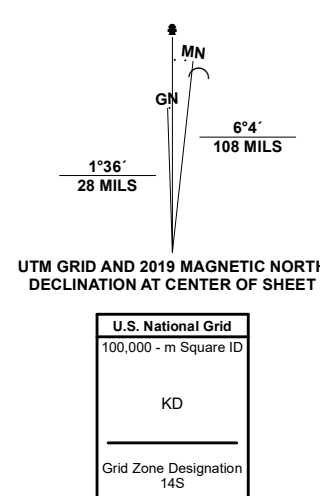 MN
GN
6°4´
108 MILS
1°36´
28 MILS
UTM GRID AND 2019 MAGNETIC NORTH
DECLINATION AT CENTER OF SHEET
U.S. National Grid
100,000 - m Square ID
KD
Grid Zone Designation
14S